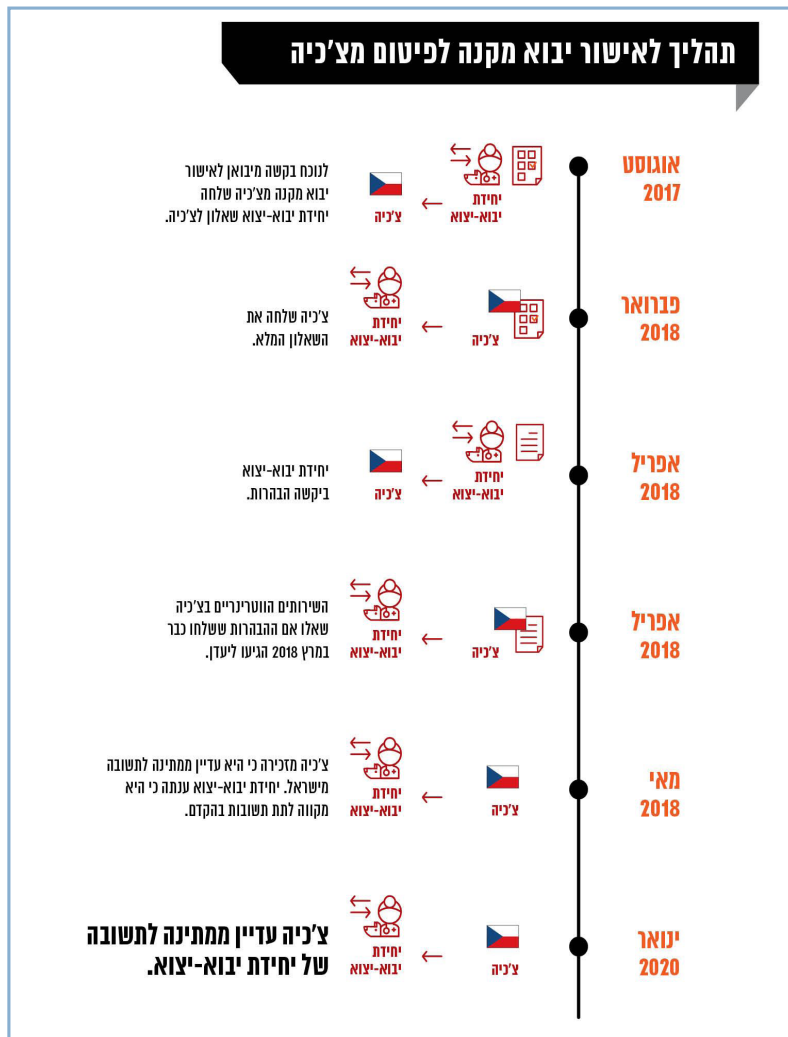 תהליך לאישור יבוא מקנה לפיטום מצ'כיה
אוגוסט
2017
יחידת
יבוא-יצוא
צ'כיה
לנוכח בקשה מיבואן לאישור
יבוא מקנה מצ'כיה שלחה
יחידת יבוא-יצוא שאלון לצ'כיה.
פברואר
2018
צ'כיה
יחידת
יבוא-יצוא
צ'כיה שלחה את
השאלון המלא.
אפריל
2018
יחידת
יבוא-יצוא
צ'כיה
יחידת יבוא-יצוא
ביקשה הבהרות.
אפריל
2018
צ'כיה
יחידת
יבוא-יצוא
השירותים הווטרינריים בצ'כיה
שאלו אם ההבהרות ששלחו כבר
במרץ 2018 הגיעו ליעדן.
מאי
2018
צ'כיה
יחידת
יבוא-יצוא
צ'כיה מזכירה כי היא עדיין ממתינה לתשובה
מישראל. יחידת יבוא-יצוא ענתה כי היא
מקווה לתת תשובות בהקדם.
ינואר
2020
צ'כיה
יחידת
יבוא-יצוא
צ'כיה עדיין ממתינה לתשובה
של יחידת יבוא-יצוא.